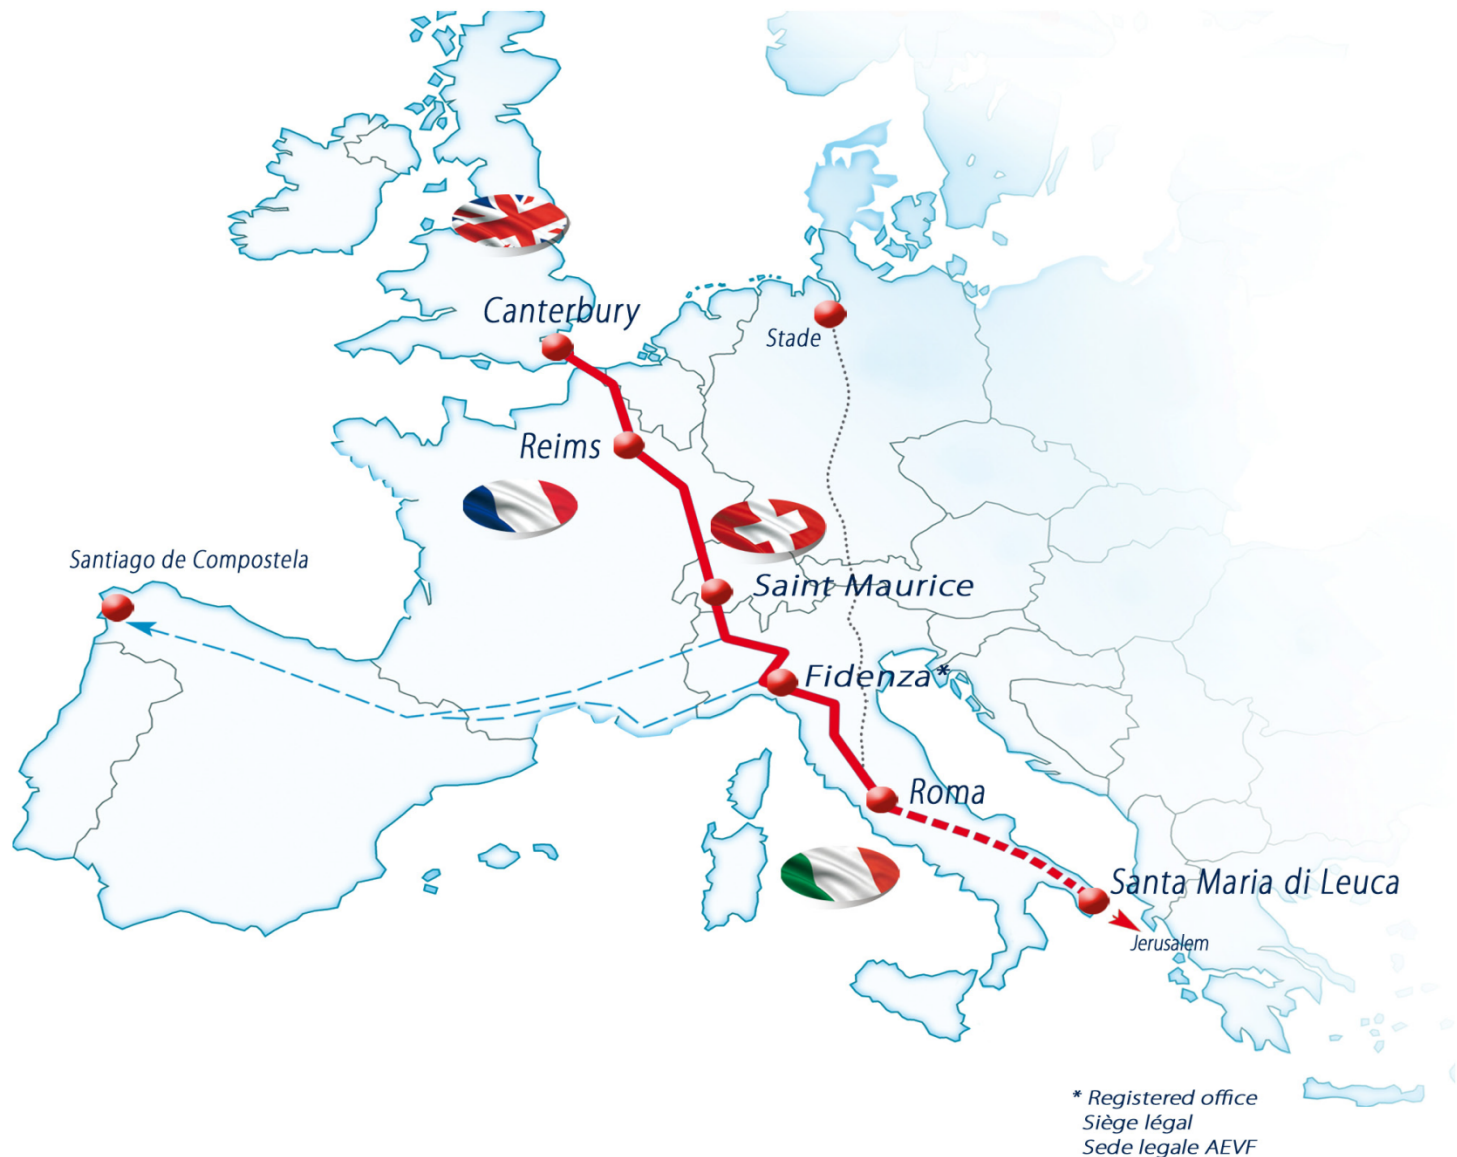 Canterbury
Stade
Reims
Santiago de Compostela
Saint Maurice
Fidenza*
Roma
Santa Maria di Leuca
Jerusalem
* Registered office
Siège légal
Sede legale AEVF